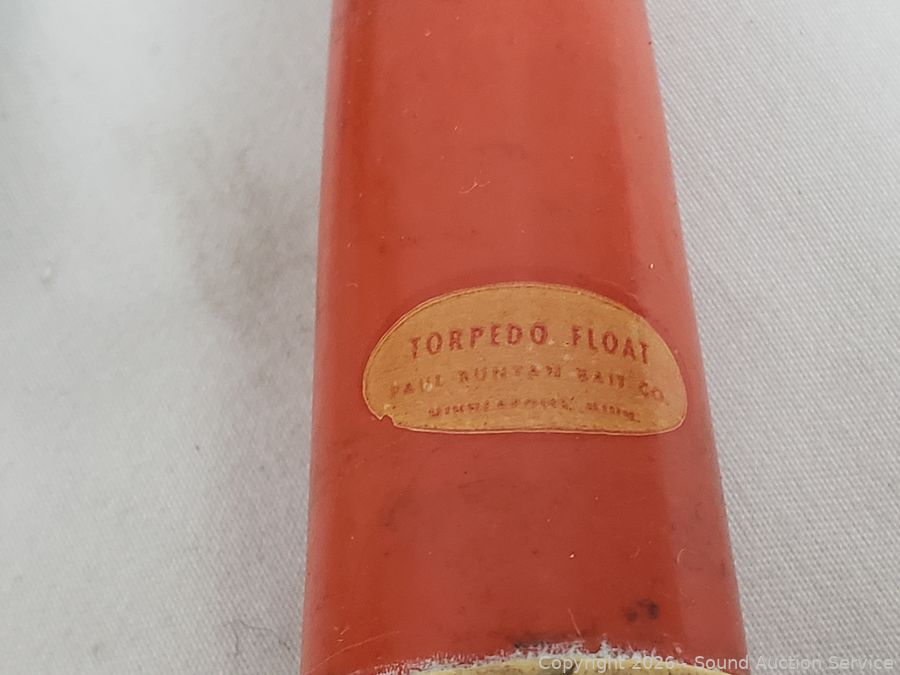 TORPEDO FLOAT
PAUL BUNYAN BAIT CO.
MINNEAPOLIS, MINN.
Copyright 2026 - Sound Auction Service